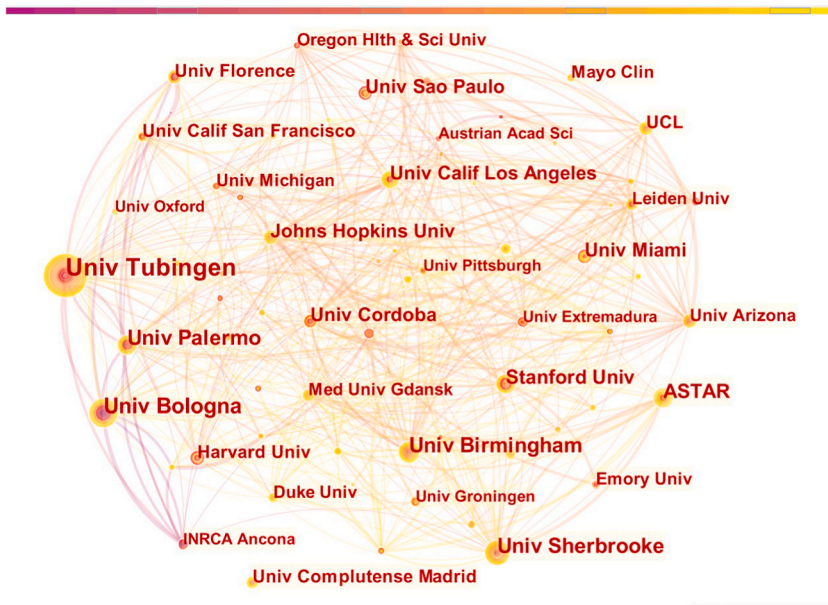 Oregon Hlth & Sci Univ
Univ Florence
Mayo Clin
Univ Sao Paulo
UCL
Univ Calif San Francisco
Austrian Acad Sci
Univ Calif Los Angeles
Univ Michigan
Leiden Univ
Univ Oxford
Johns Hopkins Univ
Univ Miami
Univ Tubingen
Univ Pittsburgh
Univ Cordoba
Univ Extremadura
Univ Arizona
Univ Palermo
Stanford Univ
Med Univ Gdansk
ASTAR
Univ Bologna
Univ Birmingham
Harvard Univ
Emory Univ
Duke Univ
Univ Groningen
INRCA Ancona
Univ Sherbrooke
Univ Complutense Madrid